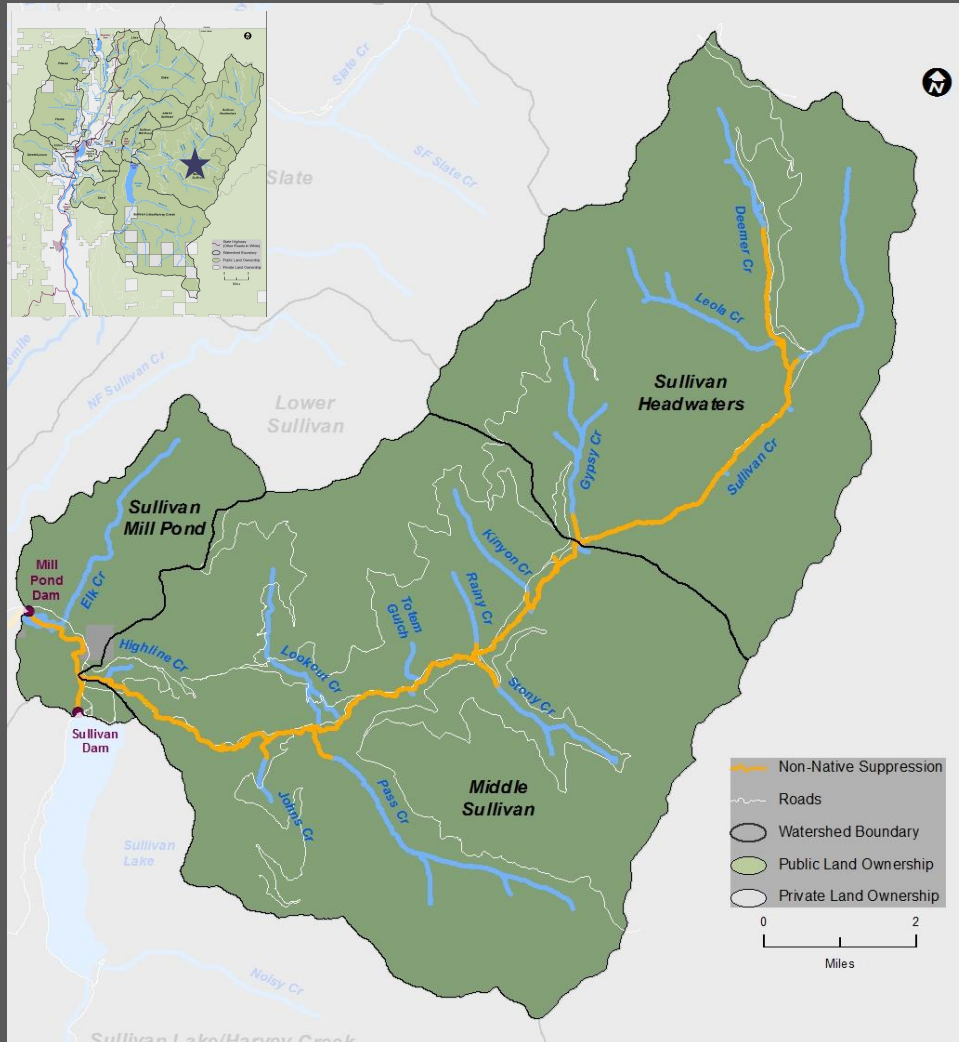 N
Slate Cr
SF Slate Cr
Slate
NF Sullivan Cr
Lower
Sullivan
Deemer Cr
Leola Cr
Sullivan
Headwaters
Gypsy Cr
Sullivan Cr
Sullivan
Mill Pond
Mill
Pond
Dam
Elk Cr
Kinyon Cr
Rainy Cr
Totem
Gulch
Highline Cr
Lookout Cr
Stony Cr
Sullivan
Dam
Johns Cr
Pass Cr
Middle
Sullivan
Sullivan
Lake
Noisy Cr
Sullivan Lake/Harvey Creek
Non-Native Suppression
Roads
Watershed Boundary
Public Land Ownership
Private Land Ownership
0
2
Miles